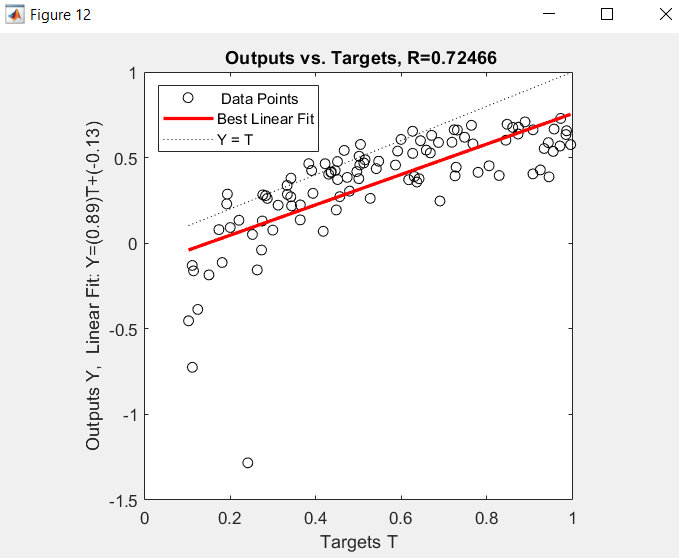 Figure 12
Outputs vs. Targets, R=0.72466
Data Points
Best Linear Fit
Y = T
Outputs Y, Linear Fit: Y=(0.89)T+(-0.13)
1
0.5
0
-0.5
-1
-1.5
0 0.2 0.4 0.6 0.8 1
Targets T